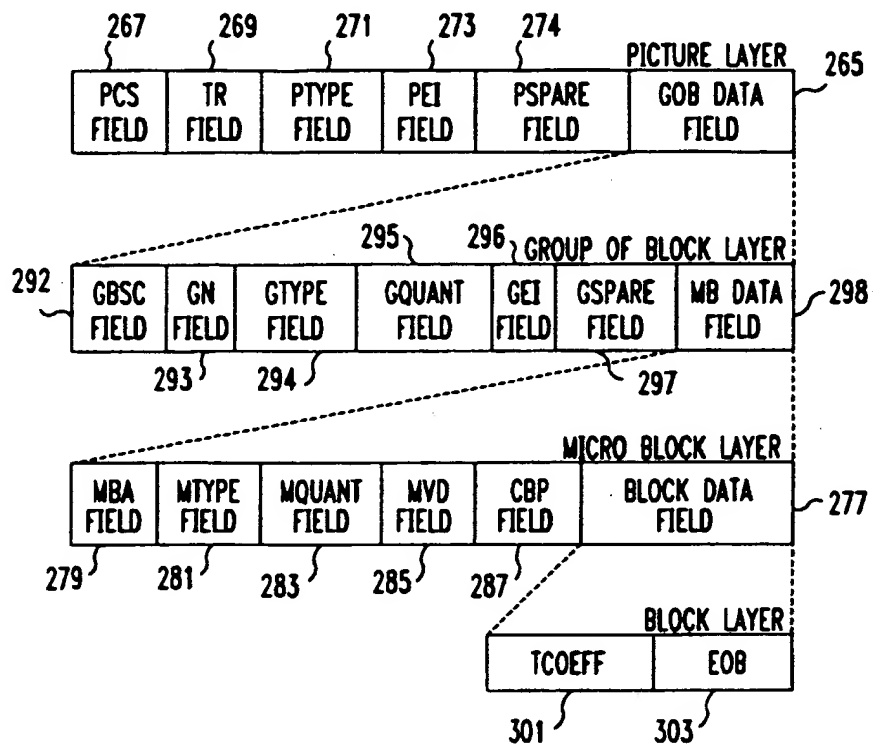 267 269 271 273 274
PICTURE LAYER
265
PCS FIELD TR FIELD PTYPE FIELD PEI FIELD PSPARE FIELD GOB DATA FIELD
295 296
GROUP OF BLOCK LAYER
292
GBSC FIELD GN FIELD GTYPE FIELD GQUANT FIELD GEI FIELD GSPARE FIELD MB DATA FIELD
298
293 294 297
MICRO BLOCK LAYER
MBA FIELD MTYPE FIELD MQUANT FIELD MVD FIELD CBP FIELD BLOCK DATA FIELD
277
279 281 283 285 287
BLOCK LAYER
TCOEFF EOB
301 303